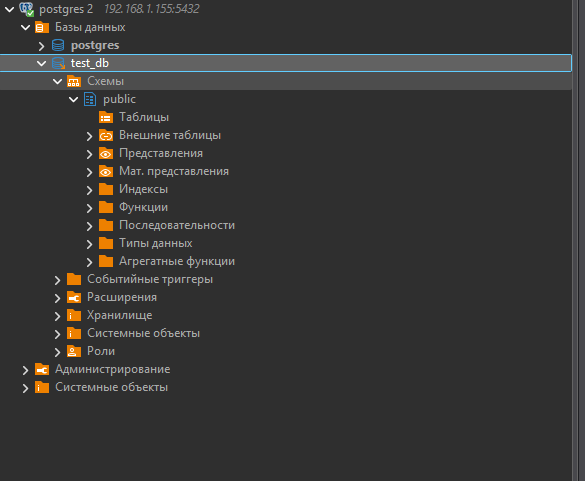 postgres 2 192.168.1.155:5432
Базы данных
postgres
test_db
Схемы
public
Таблицы
Внешние таблицы
Представления
Мат. представления
Индексы
Функции
Последовательности
Типы данных
Агрегатные функции
Событийные триггеры
Расширения
Хранилище
Системные объекты
Роли
Администрирование
Системные объекты